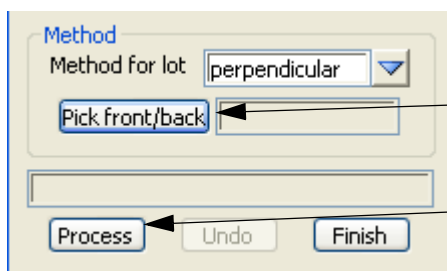 Method
Method for lot perpendicular
Pick front/back
Process Undo Finish